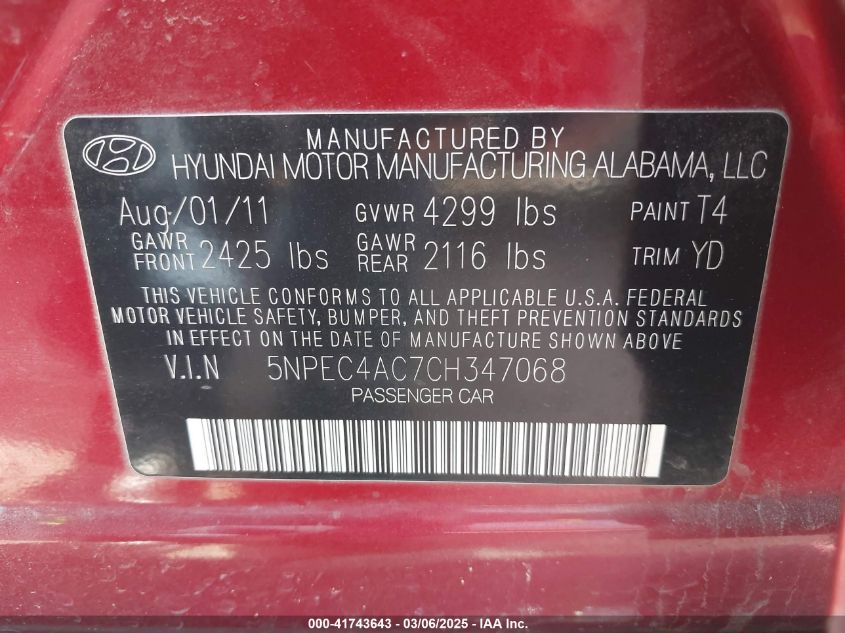 MANUFACTURED BY
HYUNDAI MOTOR MANUFACTURING ALABAMA, LLC
Aug/01/11 GVWR 4299 lbs PAINT T4
GAWR FRONT 2425 lbs GAWR REAR 2116 lbs TRIM YD
THIS VEHICLE CONFORMS TO ALL APPLICABLE U.S.A. FEDERAL
MOTOR VEHICLE SAFETY, BUMPER, AND THEFT PREVENTION STANDARDS
IN EFFECT ON THE DATE OF MANUFACTURE SHOWN ABOVE
V.I.N 5NPEC4AC7CH347068
PASSENGER CAR
000-41743643 - 03/06/2025 - IAA Inc.